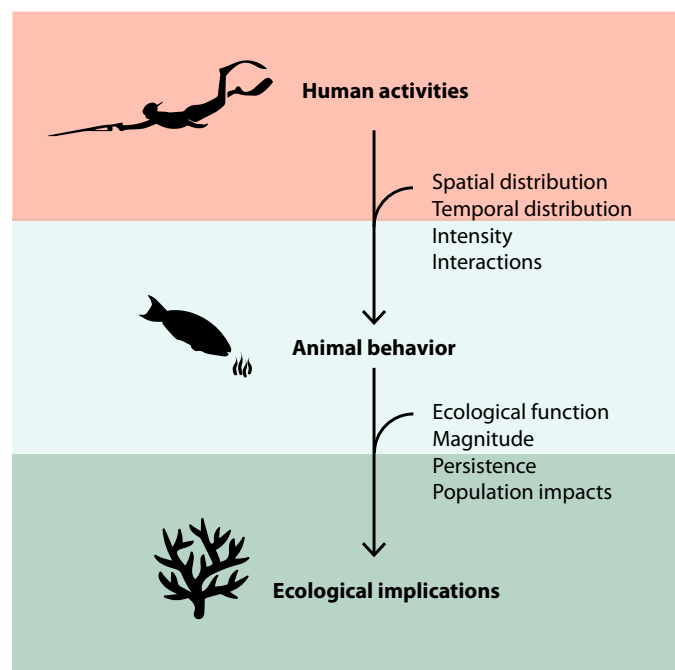 Human activities
Spatial distribution
Temporal distribution
Intensity
Interactions
Animal behavior
Ecological function
Magnitude
Persistence
Population impacts
Ecological implications